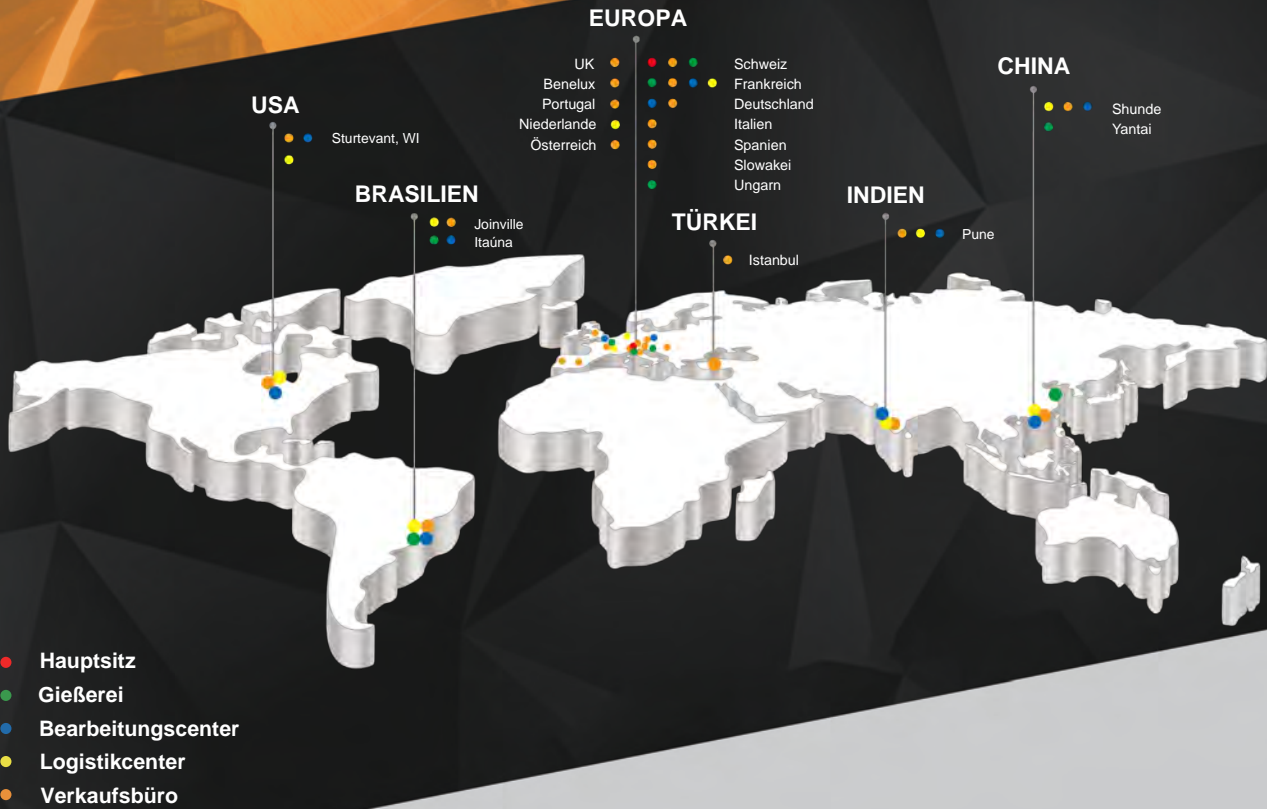 EUROPA
UK
Benelux
Portugal
Niederlande
Österreich
Schweiz
Frankreich
Deutschland
Italien
Spanien
Slowakei
Ungarn
CHINA
Shunde
Yantai
USA
Sturtevant, WI
BRASILIEN
Joinville
Itaúna
TÜRKEI
Istanbul
INDIEN
Pune
Hauptsitz
Gießerei
Bearbeitungscenter
Logistikcenter
Verkaufsbüro